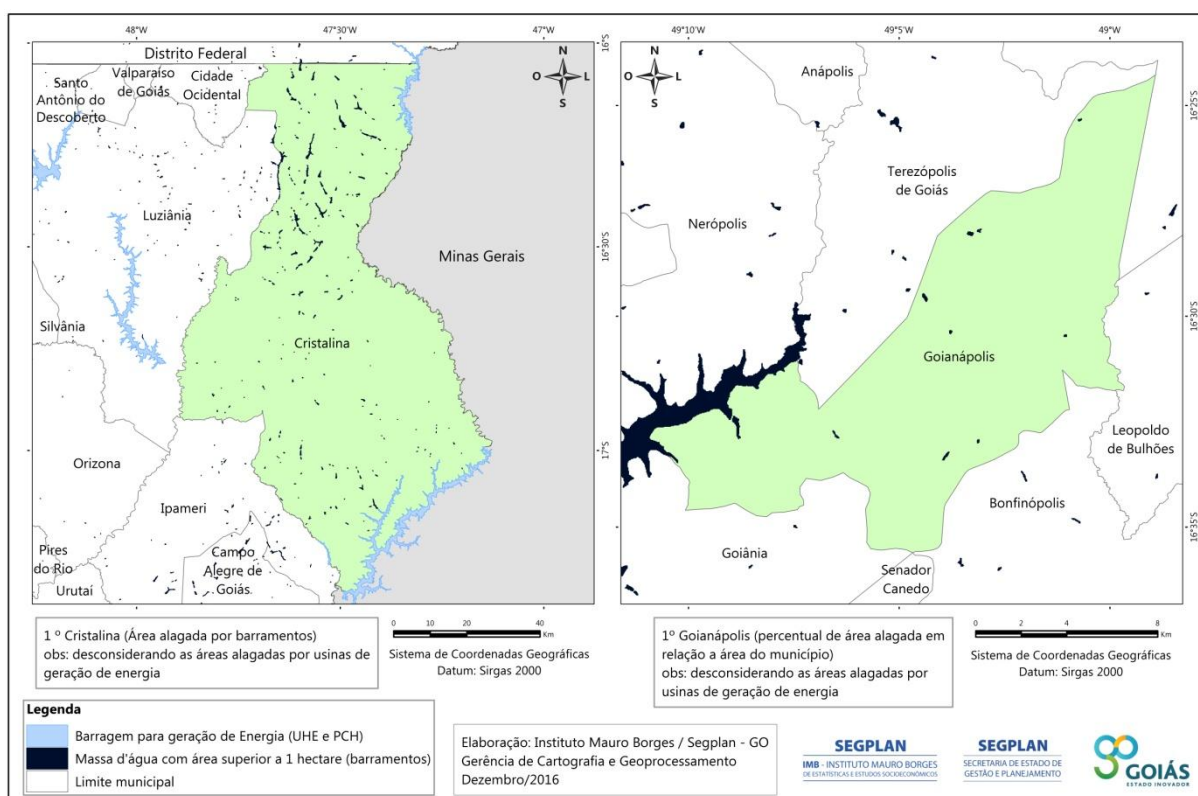 48°W
47°30'W
47°W
16°S
16°30'S
17°S
Distrito Federal
Santo
Antônio do
Descoberto
Valparaíso
de Goiás
Cidade
Ocidental
N
O
L
S
Luziânia
Minas Gerais
Silvânia
Cristalina
Orizona
Ipameri
Pires
do Rio
Urutaí
Campo
Alegre de
Goiás
49°10'W
49°5'W
49°W
16°25'S
16°30'S
16°35'S
N
O
L
S
Anápolis
Terezópolis
de Goiás
Nerópolis
Goianápolis
Leopoldo
de Bulhões
Bonfinópolis
Goiânia
Senador
Canedo
1 º Cristalina (Área alagada por barramentos)
obs: desconsiderando as áreas alagadas por usinas de
geração de energia
0 10 20 40
Km
Sistema de Coordenadas Geográficas
Datum: Sirgas 2000
1º Goianápolis (percentual de área alagada em
relação a área do município)
obs: desconsiderando as áreas alagadas por
usinas de geração de energia
0 2 4 8
Km
Sistema de Coordenadas Geográficas
Datum: Sirgas 2000
Legenda
Barragem para geração de Energia (UHE e PCH)
Massa d'água com área superior a 1 hectare (barramentos)
Limite municipal
Elaboração: Instituto Mauro Borges / Segplan - GO
Gerência de Cartografia e Geoprocessamento
Dezembro/2016
SEGPLAN
IMB - INSTITUTO MAURO BORGES
DE ESTATÍSTICAS E ESTUDOS SOCIOECONÔMICOS
SEGPLAN
SECRETARIA DE ESTADO DE
GESTÃO E PLANEJAMENTO
GOIÁS
ESTADO INOVADOR